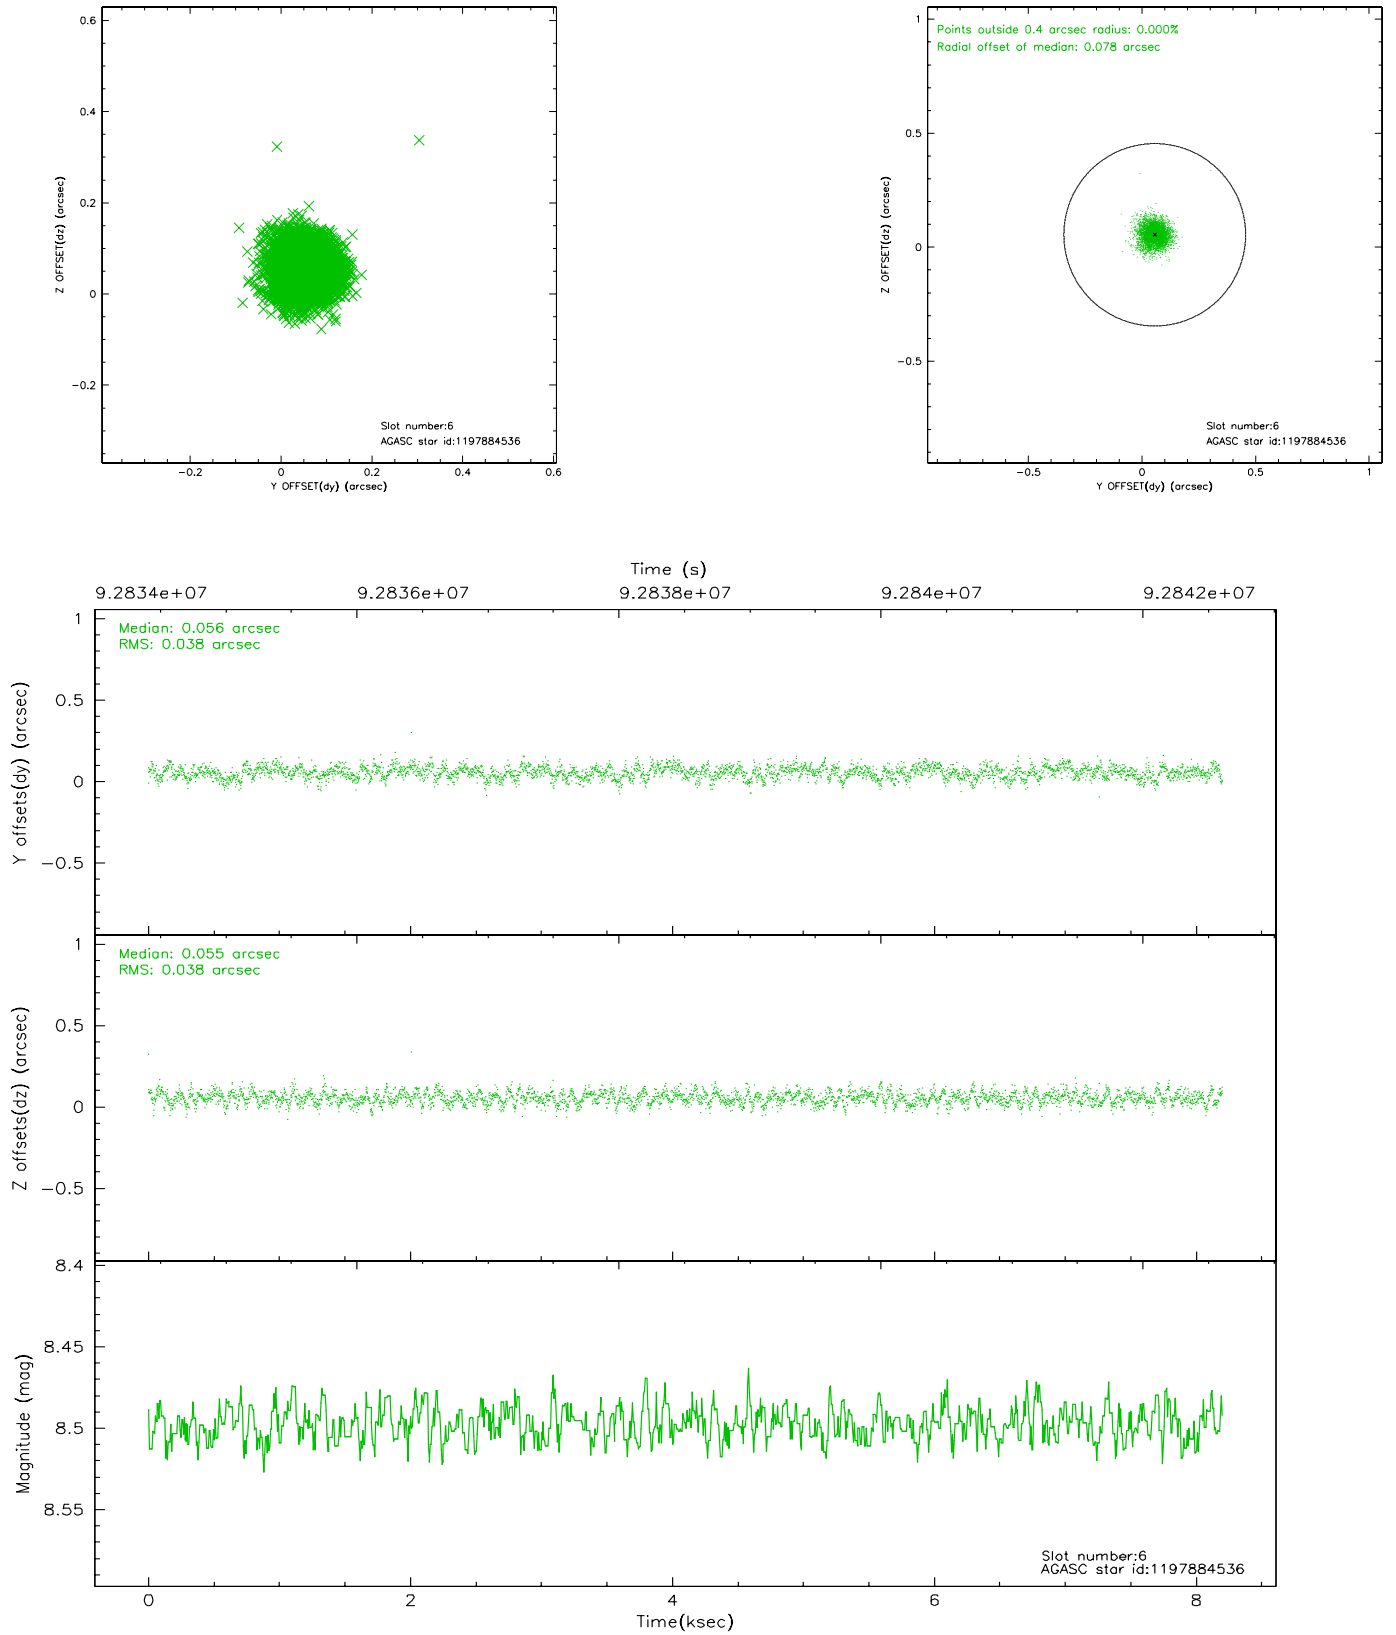 0.6
0.4
0.2
0
−0.2
Z OFFSET(dz) (arcsec)
Slot number:6
AGASC star id:1197884536
−0.2 0 0.2 0.4 0.6
Y OFFSET(dy) (arcsec)
Points outside 0.4 arcsec radius: 0.000%
Radial offset of median: 0.078 arcsec
1
0.5
0
−0.5
Z OFFSET(dz) (arcsec)
Slot number:6
AGASC star id:1197884536
−0.5 0 0.5 1
Y OFFSET(dy) (arcsec)
Time (s)
9.2834e+07 9.2836e+07 9.2838e+07 9.284e+07 9.2842e+07
Median: 0.056 arcsec
RMS: 0.038 arcsec
1
0.5
0
−0.5
Y offsets(dy) (arcsec)
Median: 0.055 arcsec
RMS: 0.038 arcsec
1
0.5
0
−0.5
Z offsets(dz) (arcsec)
8.4
8.45
8.5
8.55
Magnitude (mag)
Slot number:6
AGASC star id:1197884536
0 2 4 6 8
Time(ksec)